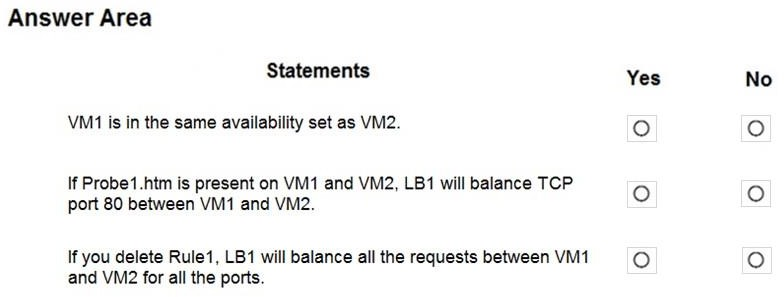 Answer Area
Statements
Yes
No
VM1 is in the same availability set as VM2.
If Probe1.htm is present on VM1 and VM2, LB1 will balance TCP
port 80 between VM1 and VM2.
If you delete Rule1, LB1 will balance all the requests between VM1
and VM2 for all the ports.